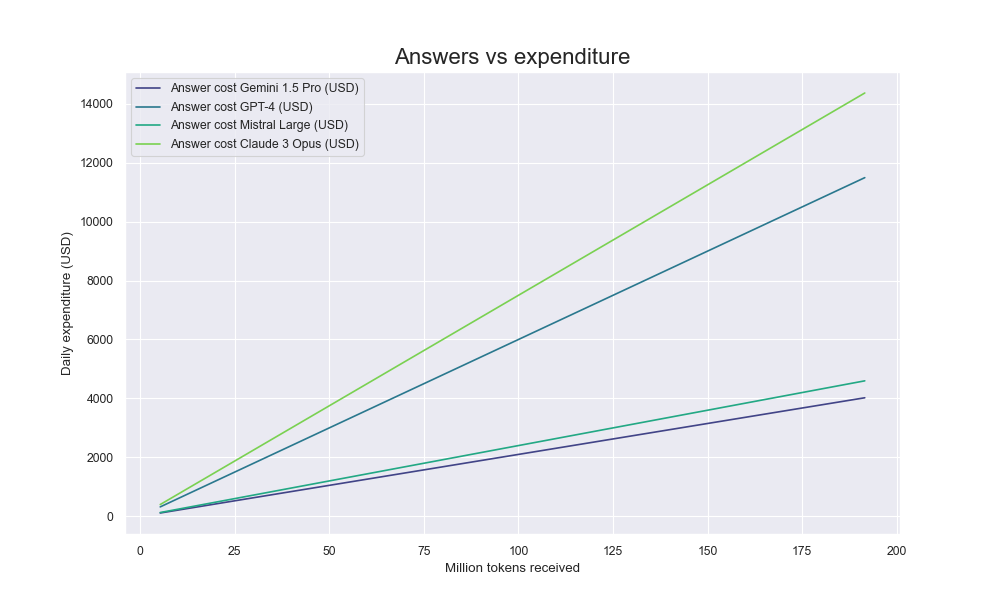 Answers vs expenditure
Answer cost Gemini 1.5 Pro (USD)
Answer cost GPT-4 (USD)
Answer cost Mistral Large (USD)
Answer cost Claude 3 Opus (USD)
Daily expenditure (USD)
14000
12000
10000
8000
6000
4000
2000
0
0 25 50 75 100 125 150 175 200
Million tokens received